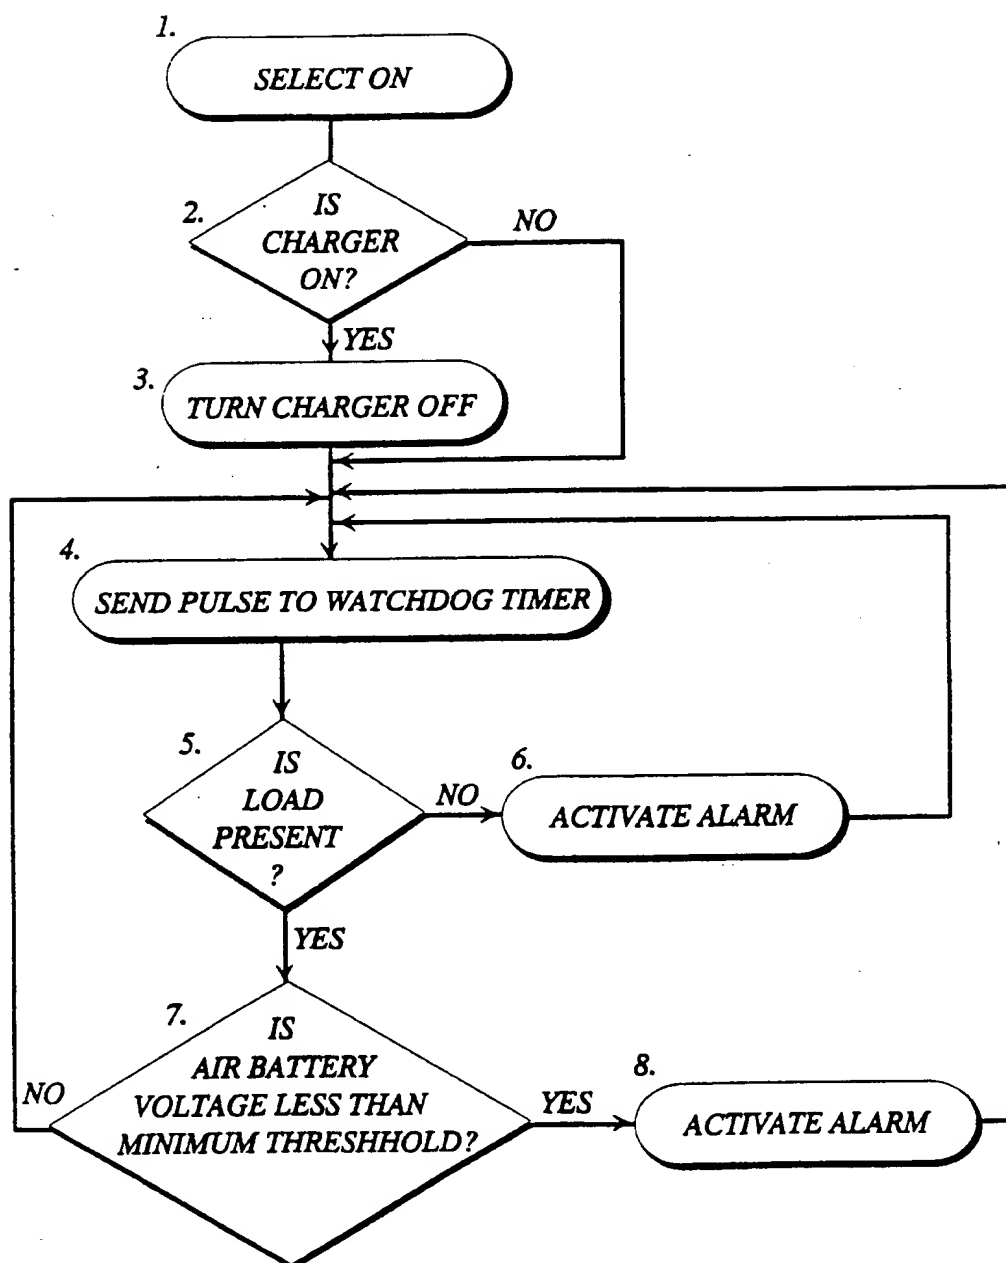 1.
SELECT ON
2.
IS
CHARGER
ON?
NO
YES
3.
TURN CHARGER OFF
4.
SEND PULSE TO WATCHDOG TIMER
5.
IS
LOAD
PRESENT
?
NO
6.
ACTIVATE ALARM
YES
7.
IS
AIR BATTERY
VOLTAGE LESS THAN
MINIMUM THRESHHOLD?
NO
YES
8.
ACTIVATE ALARM